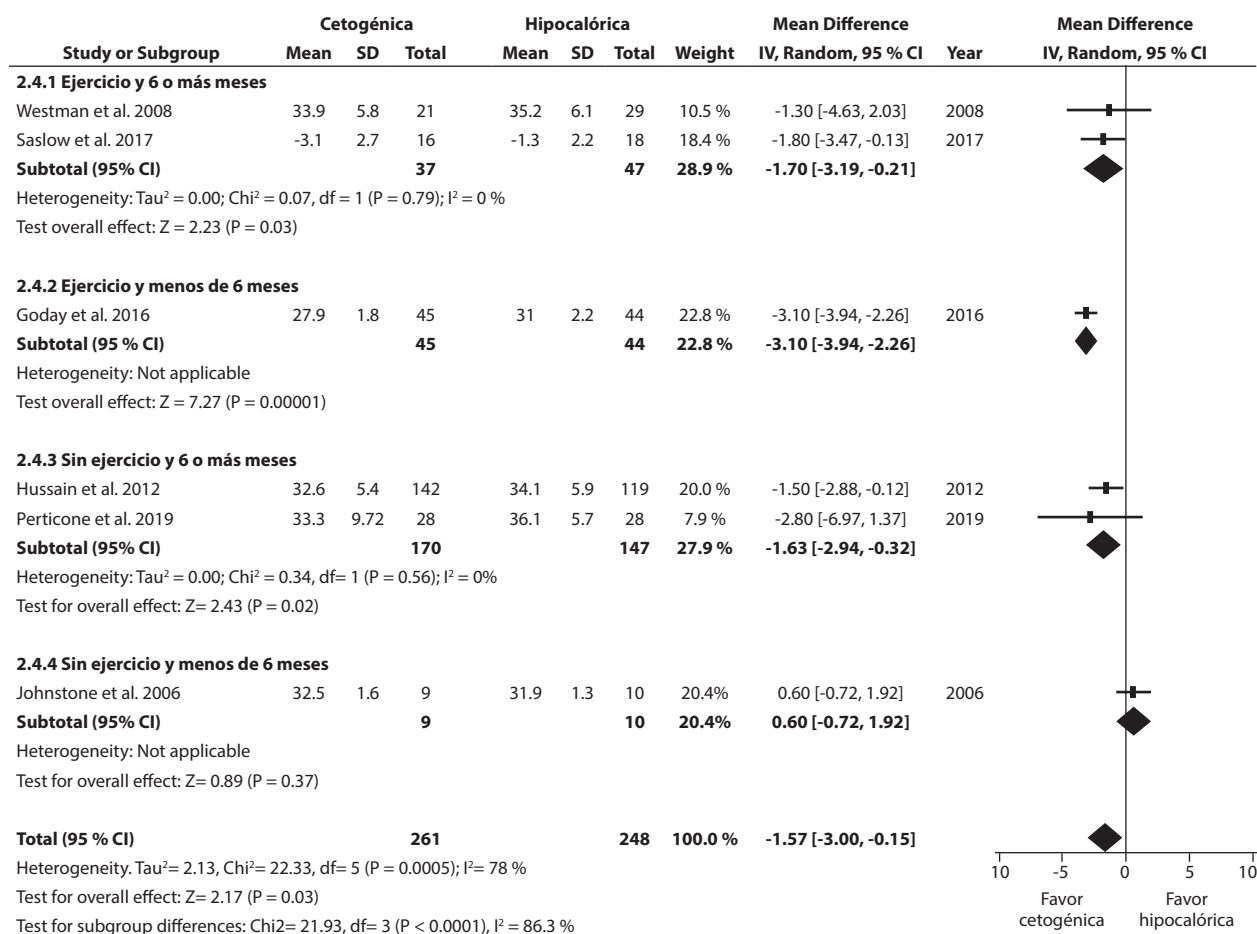 Cetogénica Hipocalórica Mean Difference Mean Difference
Study or Subgroup Mean SD Total Mean SD Total Weight IV, Random, 95 % CI Year IV, Random, 95 % CI
2.4.1 Ejercicio y 6 o más meses
Westman et al. 2008 33.9 5.8 21 35.2 6.1 29 10.5 % -1.30 [-4.63, 2.03] 2008
Saslow et al. 2017 -3.1 2.7 16 -1.3 2.2 18 18.4 % -1.80 [-3.47, -0.13] 2017
Subtotal (95% CI) 37 47 28.9 % -1.70 [-3.19, -0.21]
Heterogeneity: Tau² = 0.00; Chi² = 0.07, df = 1 (P = 0.79); I² = 0 %
Test overall effect: Z = 2.23 (P = 0.03)
2.4.2 Ejercicio y menos de 6 meses
Goday et al. 2016 27.9 1.8 45 31 2.2 44 22.8 % -3.10 [-3.94, -2.26] 2016
Subtotal (95 % CI) 45 44 22.8 % -3.10 [-3.94, -2.26]
Heterogeneity: Not applicable
Test overall effect: Z = 7.27 (P = 0.00001)
2.4.3 Sin ejercicio y 6 o más meses
Hussain et al. 2012 32.6 5.4 142 34.1 5.9 119 20.0 % -1.50 [-2.88, -0.12] 2012
Perticone et al. 2019 33.3 9.72 28 36.1 5.7 28 7.9 % -2.80 [-6.97, 1.37] 2019
Subtotal (95% CI) 170 147 27.9 % -1.63 [-2.94, -0.32]
Heterogeneity: Tau² = 0.00; Chi² = 0.34, df= 1 (P = 0.56); I² = 0%
Test for overall effect: Z= 2.43 (P = 0.02)
2.4.4 Sin ejercicio y menos de 6 meses
Johnstone et al. 2006 32.5 1.6 9 31.9 1.3 10 20.4% 0.60 [-0.72, 1.92] 2006
Subtotal (95% CI) 9 10 20.4% 0.60 [-0.72, 1.92]
Heterogeneity: Not applicable
Test for overall effect: Z= 0.89 (P = 0.37)
Total (95 % CI) 261 248 100.0 % -1.57 [-3.00, -0.15]
Heterogeneity. Tau²= 2.13, Chi²= 22.33, df= 5 (P = 0.0005); I²= 78 %
Test for overall effect: Z= 2.17 (P = 0.03)
Test for subgroup differences: Chi2= 21.93, df= 3 (P < 0.0001), I² = 86.3 %
10 -5 0 5 10
Favor cetogénica
Favor hipocalórica